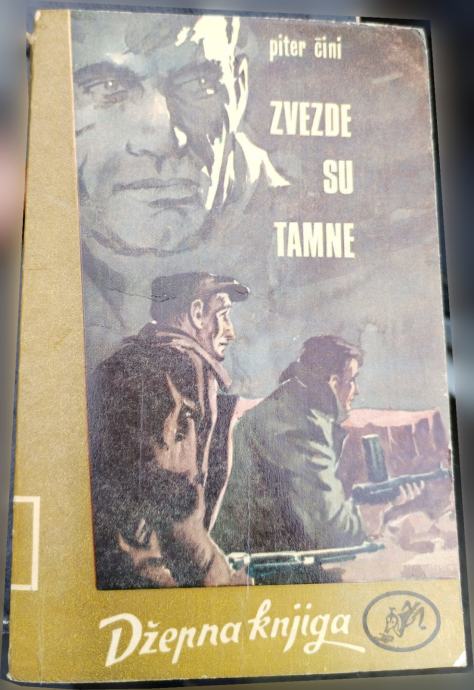 piter čini
ZVEZDE
SU
TAMNE
Džepna knjiga